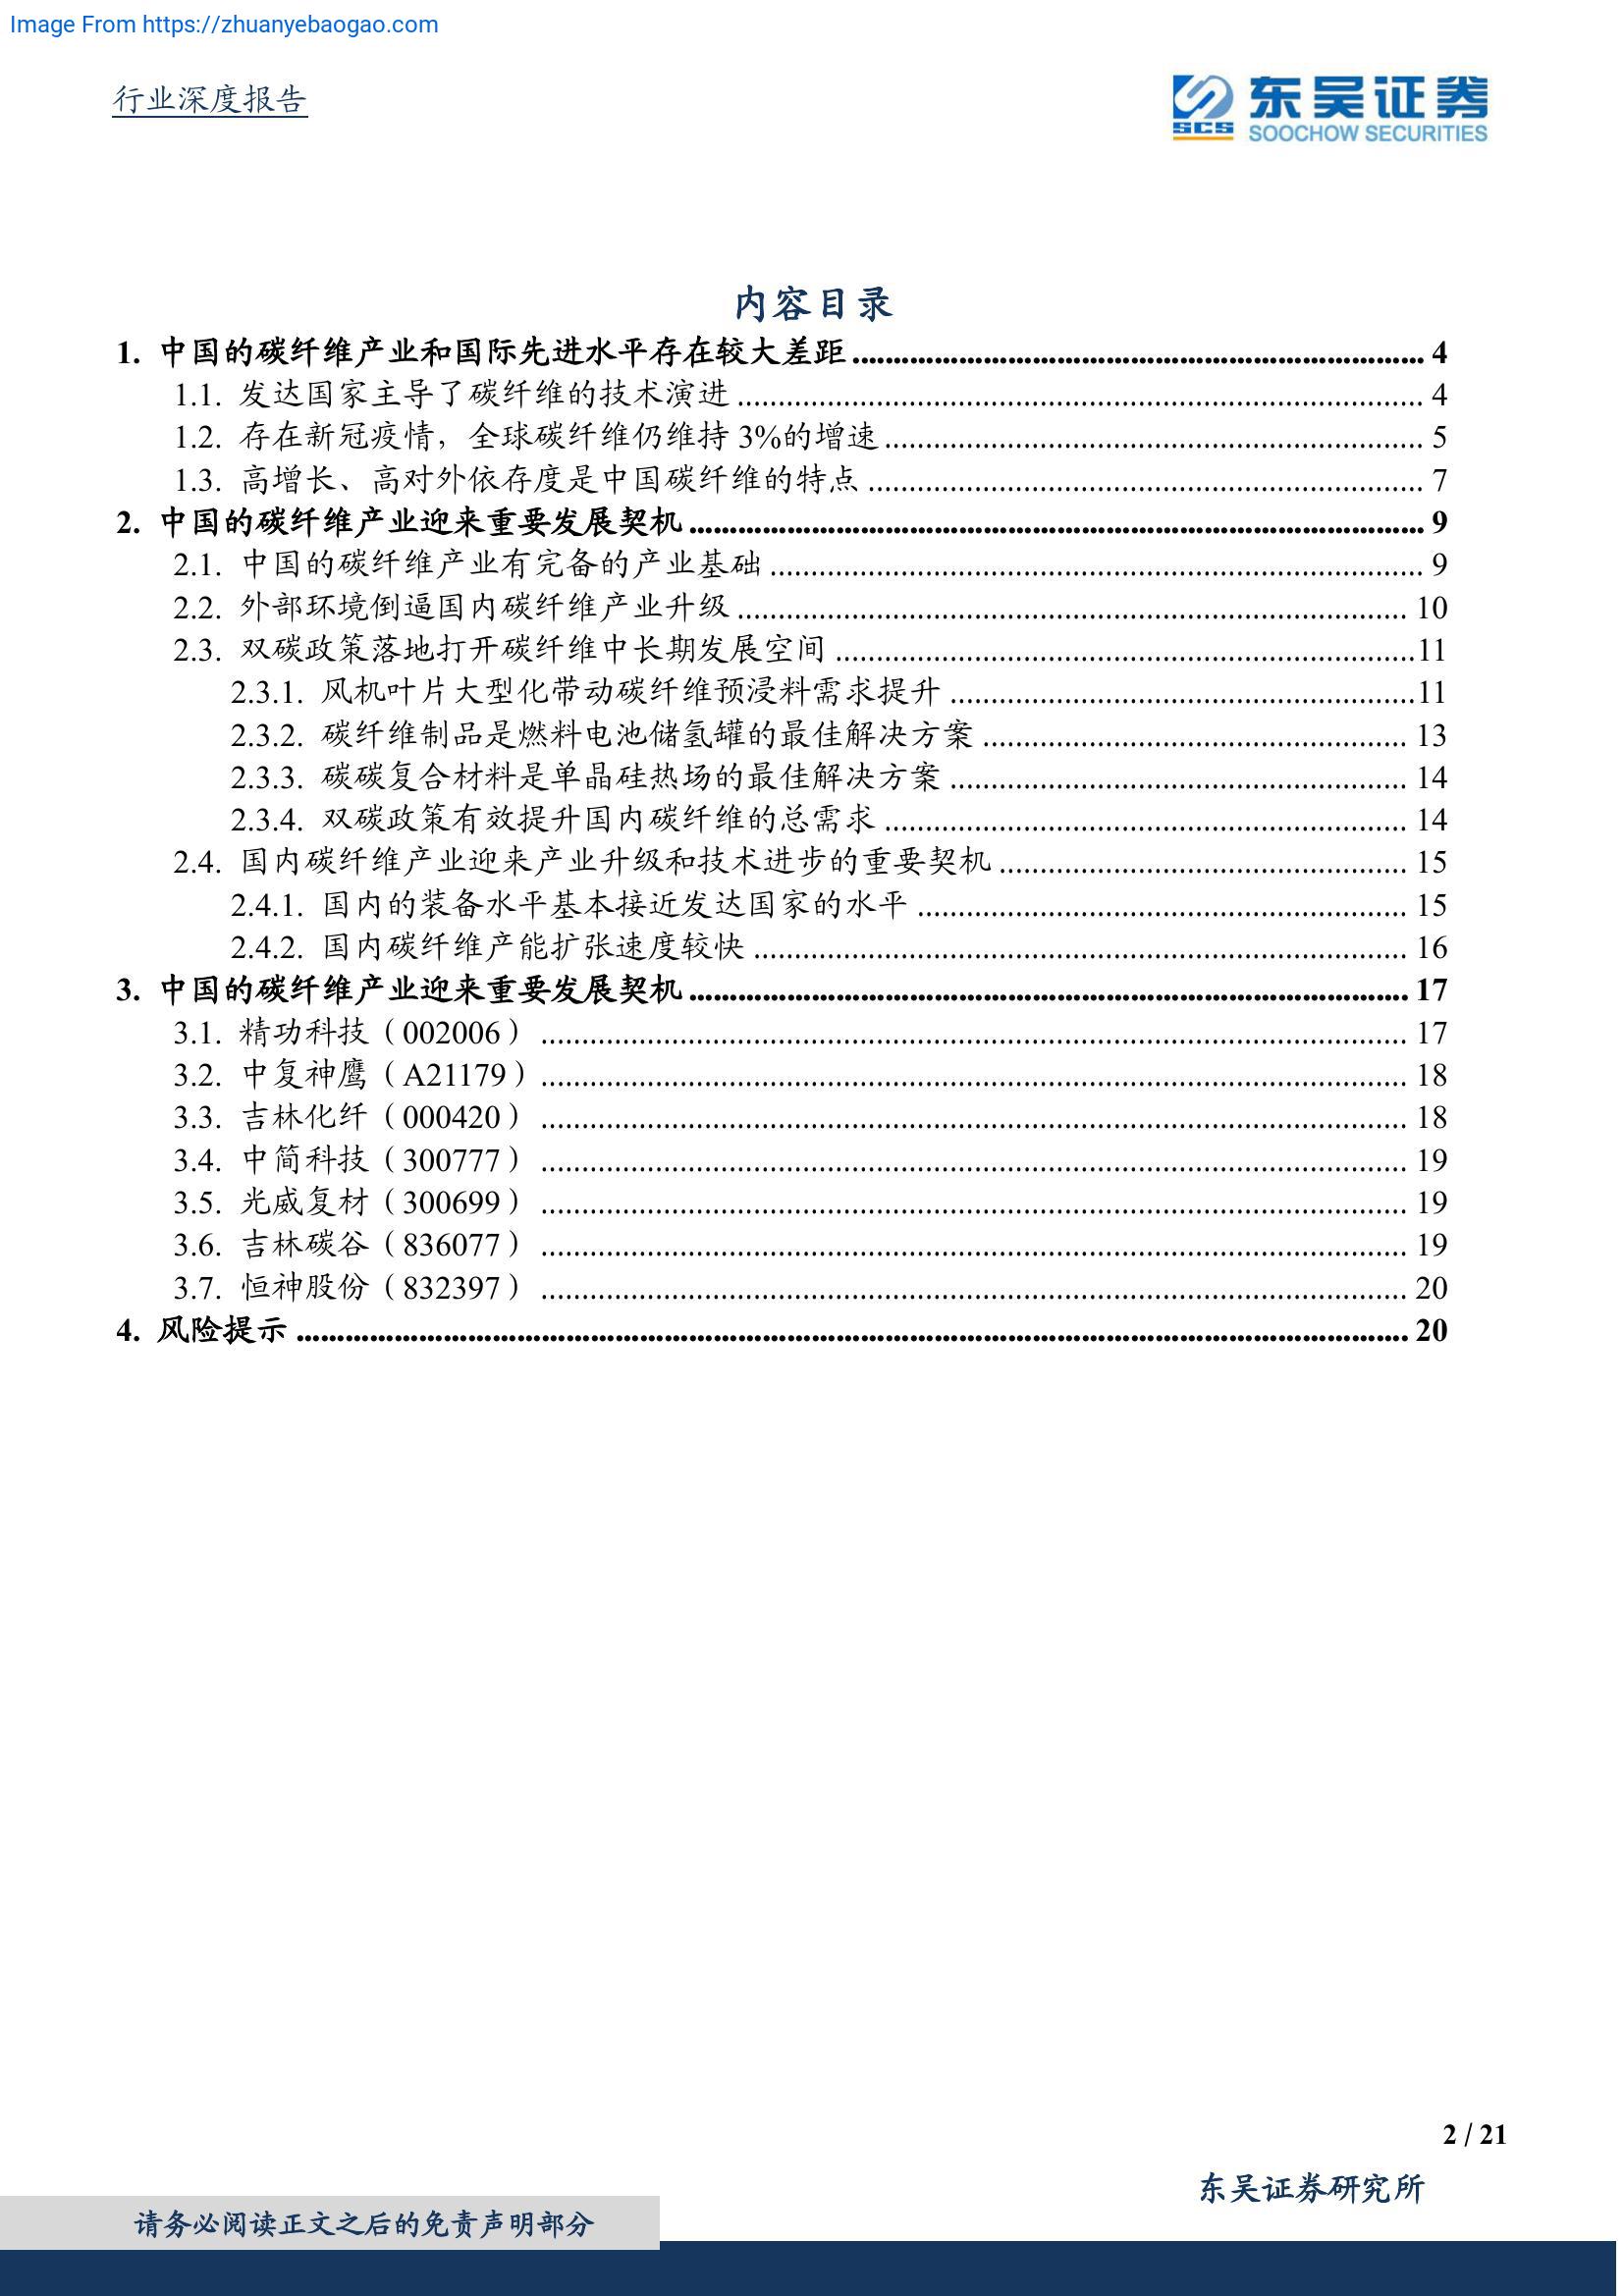 Image From https://zhuanyebaogao.com
行业深度报告
东吴证券
SCS SOOCHOW SECURITIES
内容目录
1. 中国的碳纤维产业和国际先进水平存在较大差距 4
1.1. 发达国家主导了碳纤维的技术演进 4
1.2. 存在新冠疫情，全球碳纤维仍维持 3%的增速 5
1.3. 高增长、高对外依存度是中国碳纤维的特点 7
2. 中国的碳纤维产业迎来重要发展契机 9
2.1. 中国的碳纤维产业有完备的产业基础 9
2.2. 外部环境倒逼国内碳纤维产业升级 10
2.3. 双碳政策落地打开碳纤维中长期发展空间 11
2.3.1. 风机叶片大型化带动碳纤维预浸料需求提升 11
2.3.2. 碳纤维制品是燃料电池储氢罐的最佳解决方案 13
2.3.3. 碳碳复合材料是单晶硅热场的最佳解决方案 14
2.3.4. 双碳政策有效提升国内碳纤维的总需求 14
2.4. 国内碳纤维产业迎来产业升级和技术进步的重要契机 15
2.4.1. 国内的装备水平基本接近发达国家的水平 15
2.4.2. 国内碳纤维产能扩张速度较快 16
3. 中国的碳纤维产业迎来重要发展契机 17
3.1. 精功科技（002006） 17
3.2. 中复神鹰（A21179） 18
3.3. 吉林化纤（000420） 18
3.4. 中简科技（300777） 19
3.5. 光威复材（300699） 19
3.6. 吉林碳谷（836077） 19
3.7. 恒神股份（832397） 20
4. 风险提示 20
2 / 21
东吴证券研究所
请务必阅读正文之后的免责声明部分